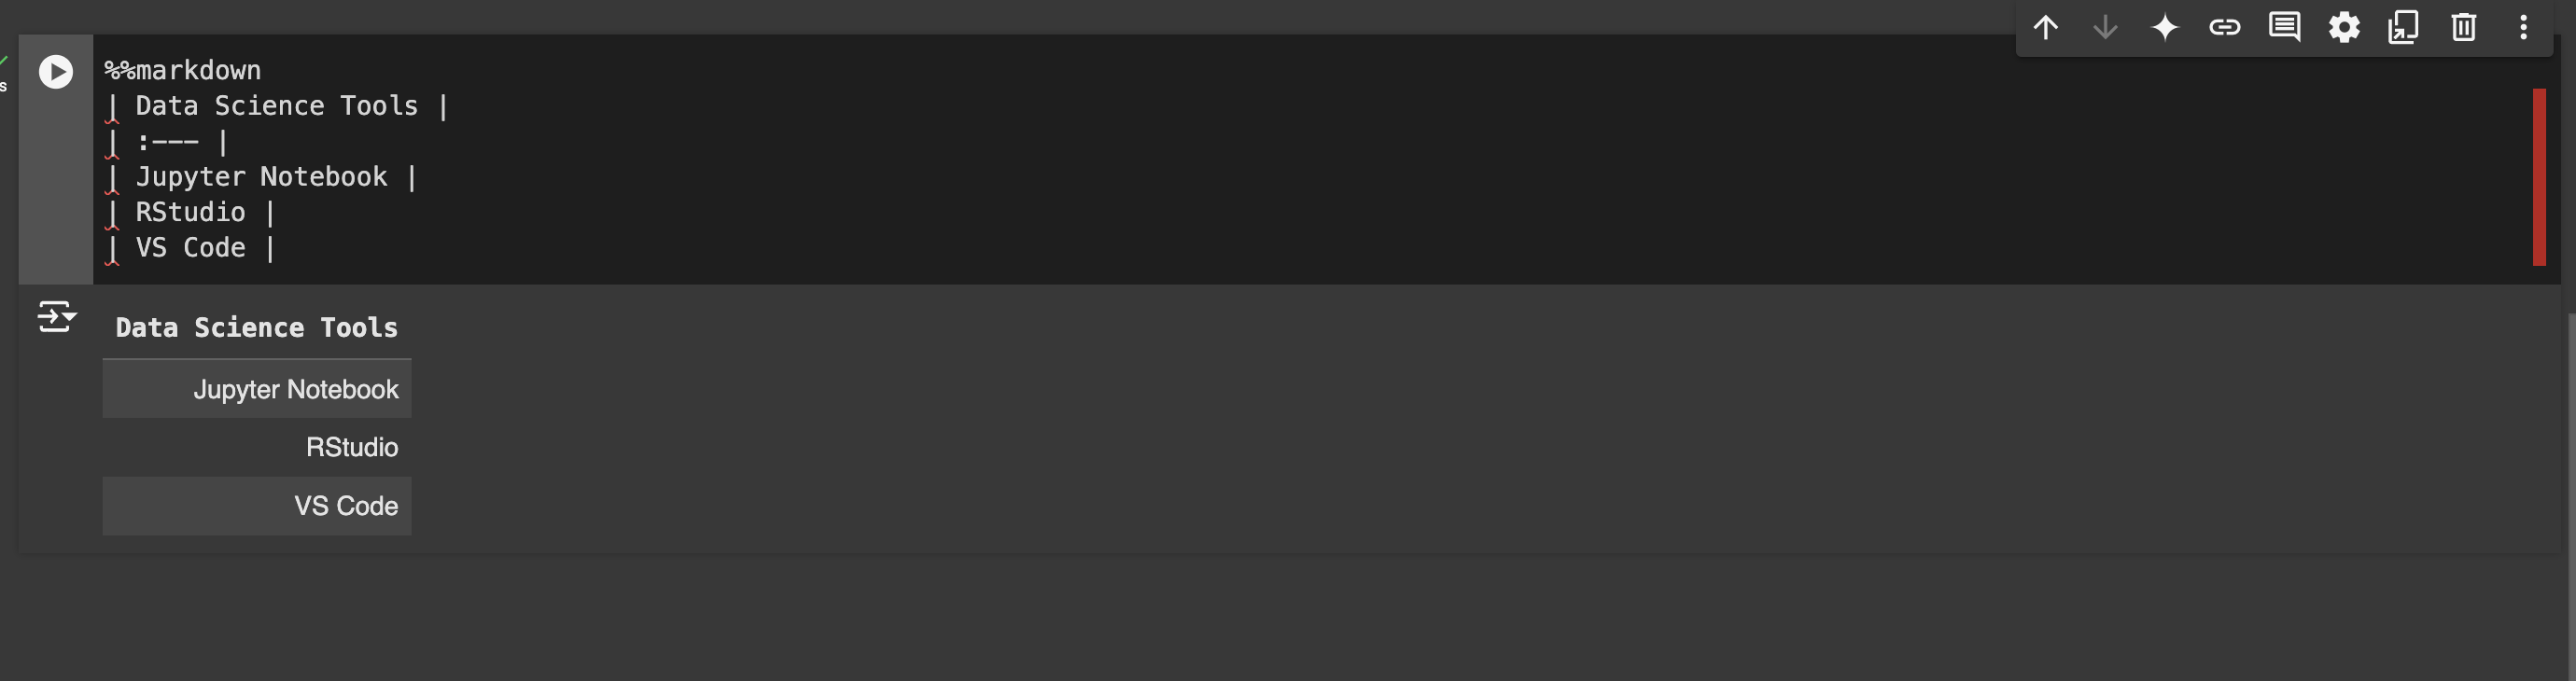 %%markdown
| Data Science Tools |
| :--- |
| Jupyter Notebook |
| RStudio |
| VS Code |
s
Data Science Tools
Jupyter Notebook
RStudio
VS Code